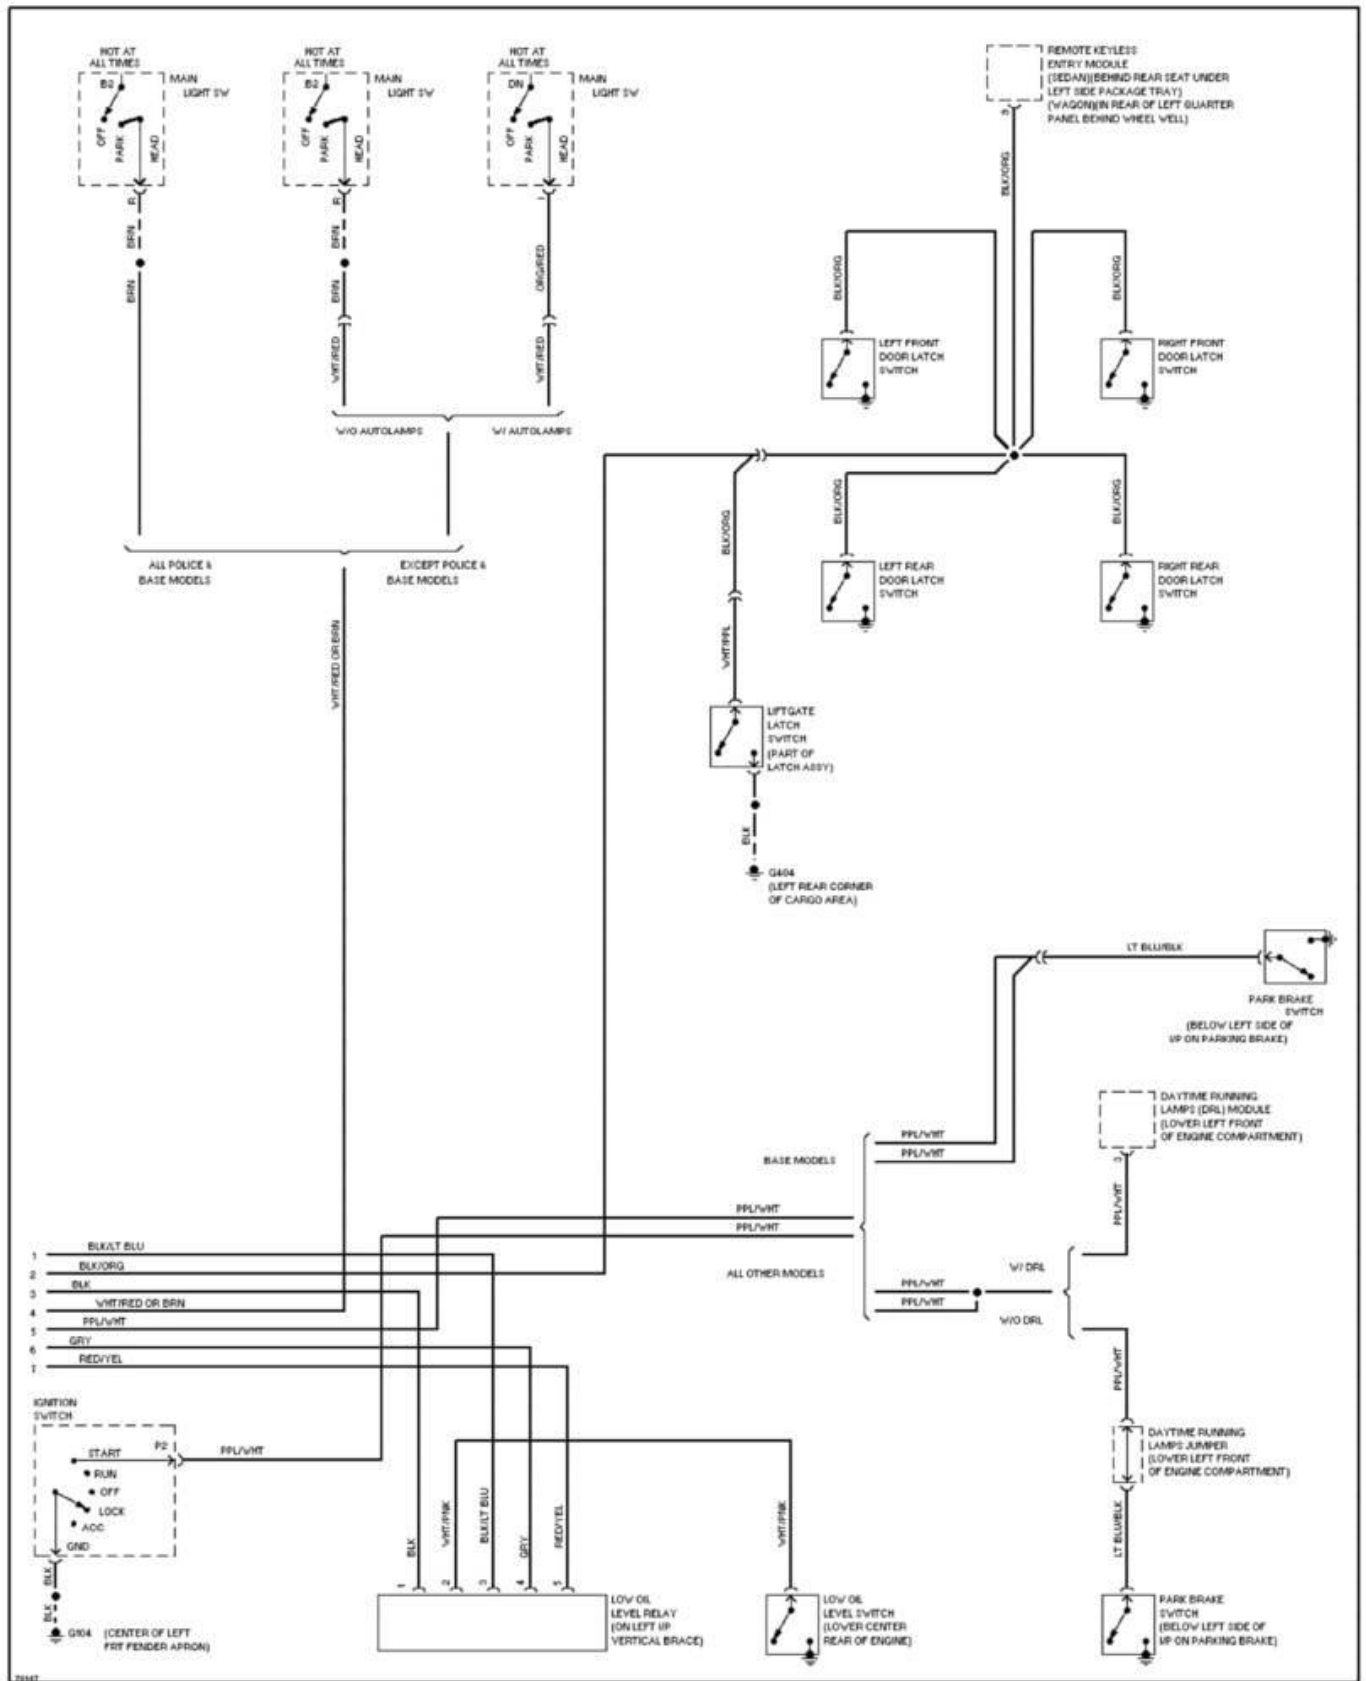 HOT AT
ALL TIMES
B2
OFF
PARK
HEAD
MAIN
LIGHT SW
R
BRN
BRN
HOT AT
ALL TIMES
B2
OFF
PARK
HEAD
MAIN
LIGHT SW
R
BRN
BRN
WHT/RED
HOT AT
ALL TIMES
DN
OFF
PARK
HEAD
MAIN
LIGHT SW
I
ORG/RED
WHT/RED
W/O AUTOLAMPS
W/ AUTOLAMPS
ALL POLICE &
BASE MODELS
EXCEPT POLICE &
BASE MODELS
WHT/RED OR BRN
REMOTE KEYLESS
ENTRY MODULE
(SEDAN)(BEHIND REAR SEAT UNDER
LEFT SIDE PACKAGE TRAY)
(WAGON)(IN REAR OF LEFT QUARTER
PANEL BEHIND WHEEL WELL)
3
BLK/ORG
BLK/ORG
BLK/ORG
LEFT FRONT
DOOR LATCH
SWITCH
RIGHT FRONT
DOOR LATCH
SWITCH
BLK/ORG
BLK/ORG
BLK/ORG
LEFT REAR
DOOR LATCH
SWITCH
RIGHT REAR
DOOR LATCH
SWITCH
WHT/PPL
LIFTGATE
LATCH
SWITCH
(PART OF
LATCH ASSY)
BLK
G404
(LEFT REAR CORNER
OF CARGO AREA)
LT BLU/BLK
PARK BRAKE
SWITCH
(BELOW LEFT SIDE OF
I/P ON PARKING BRAKE)
DAYTIME RUNNING
LAMPS (DRL) MODULE
(LOWER LEFT FRONT
OF ENGINE COMPARTMENT)
3
PPL/WHT
BASE MODELS
PPL/WHT
PPL/WHT
PPL/WHT
PPL/WHT
ALL OTHER MODELS
PPL/WHT
PPL/WHT
W/ DRL
W/O DRL
PPL/WHT
1 BLK/LT BLU
2 BLK/ORG
3 BLK
4 WHT/RED OR BRN
5 PPL/WHT
6 GRY
7 RED/YEL
IGNITION
SWITCH
START
P2
PPL/WHT
RUN
OFF
LOCK
ACC
GND
BLK
BLK
G104
(CENTER OF LEFT
FRT FENDER APRON)
BLK
WHT/PNK
BLK/LT BLU
GRY
RED/YEL
1
2
3
4
5
LOW OIL
LEVEL RELAY
(ON LEFT I/P
VERTICAL BRACE)
WHT/PNK
LOW OIL
LEVEL SWITCH
(LOWER CENTER
REAR OF ENGINE)
DAYTIME RUNNING
LAMPS JUMPER
(LOWER LEFT FRONT
OF ENGINE COMPARTMENT)
LT BLU/BLK
PARK BRAKE
SWITCH
(BELOW LEFT SIDE OF
I/P ON PARKING BRAKE)